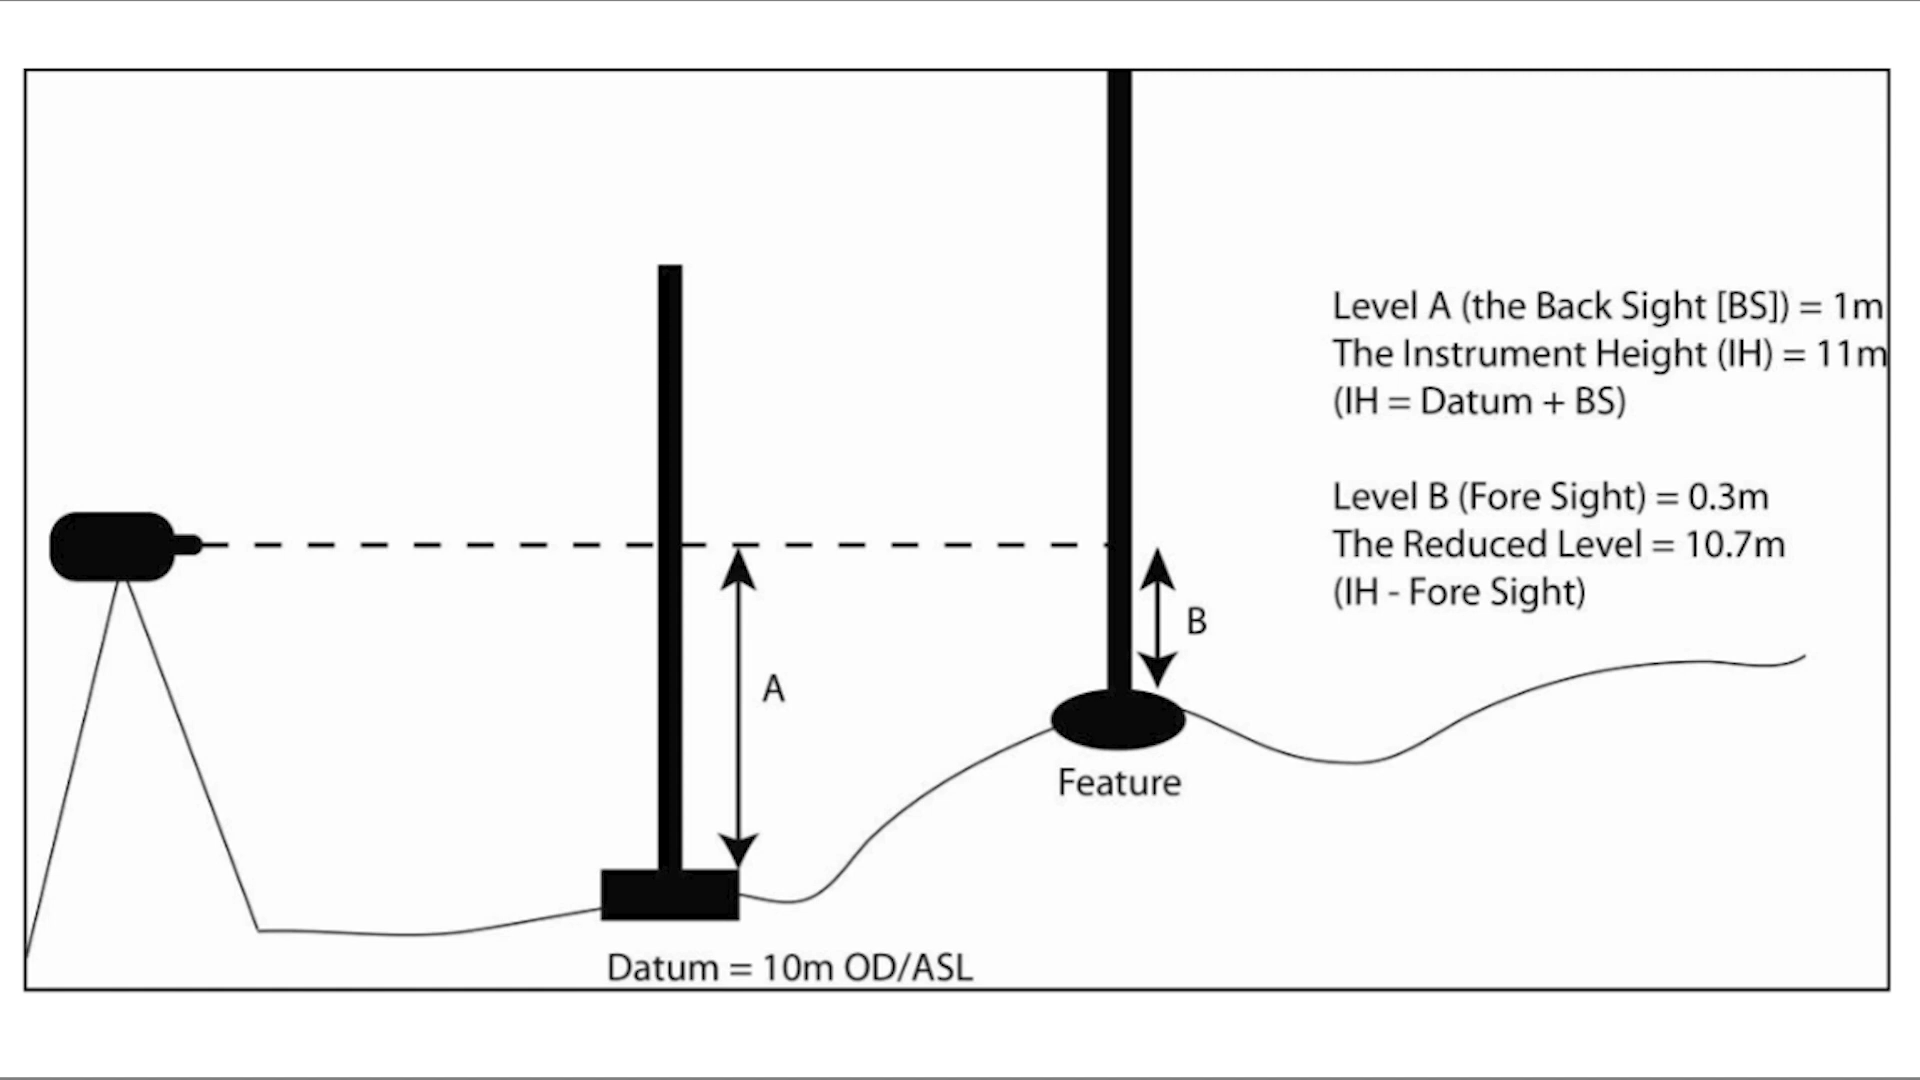 Level A (the Back Sight [BS]) = 1m
The Instrument Height (IH) = 11m
(IH = Datum + BS)
Level B (Fore Sight) = 0.3m
The Reduced Level = 10.7m
(IH - Fore Sight)
B
A
Feature
Datum = 10m OD/ASL